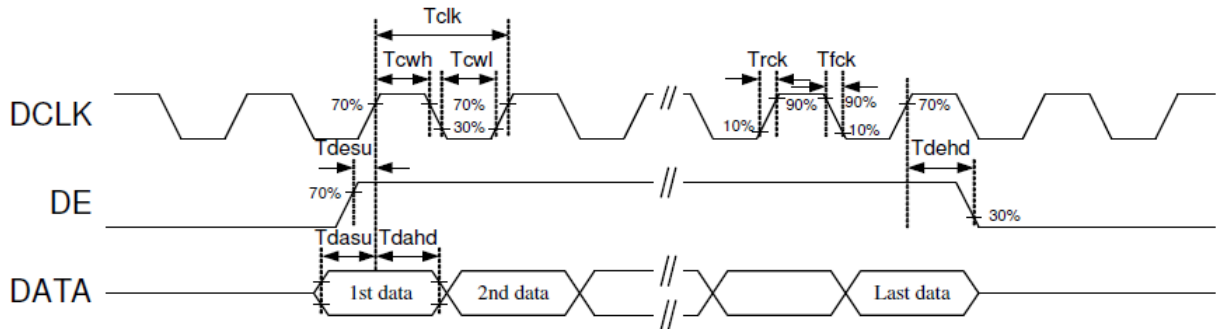 Tclk
Tcwh Tcwl Trck Tfck
DCLK 70% 70% 90% 90% 70%
30% 10% 10%
Tdesu Tdehd
DE 70% 30%
Tdasu Tdahd
DATA 1st data 2nd data Last data